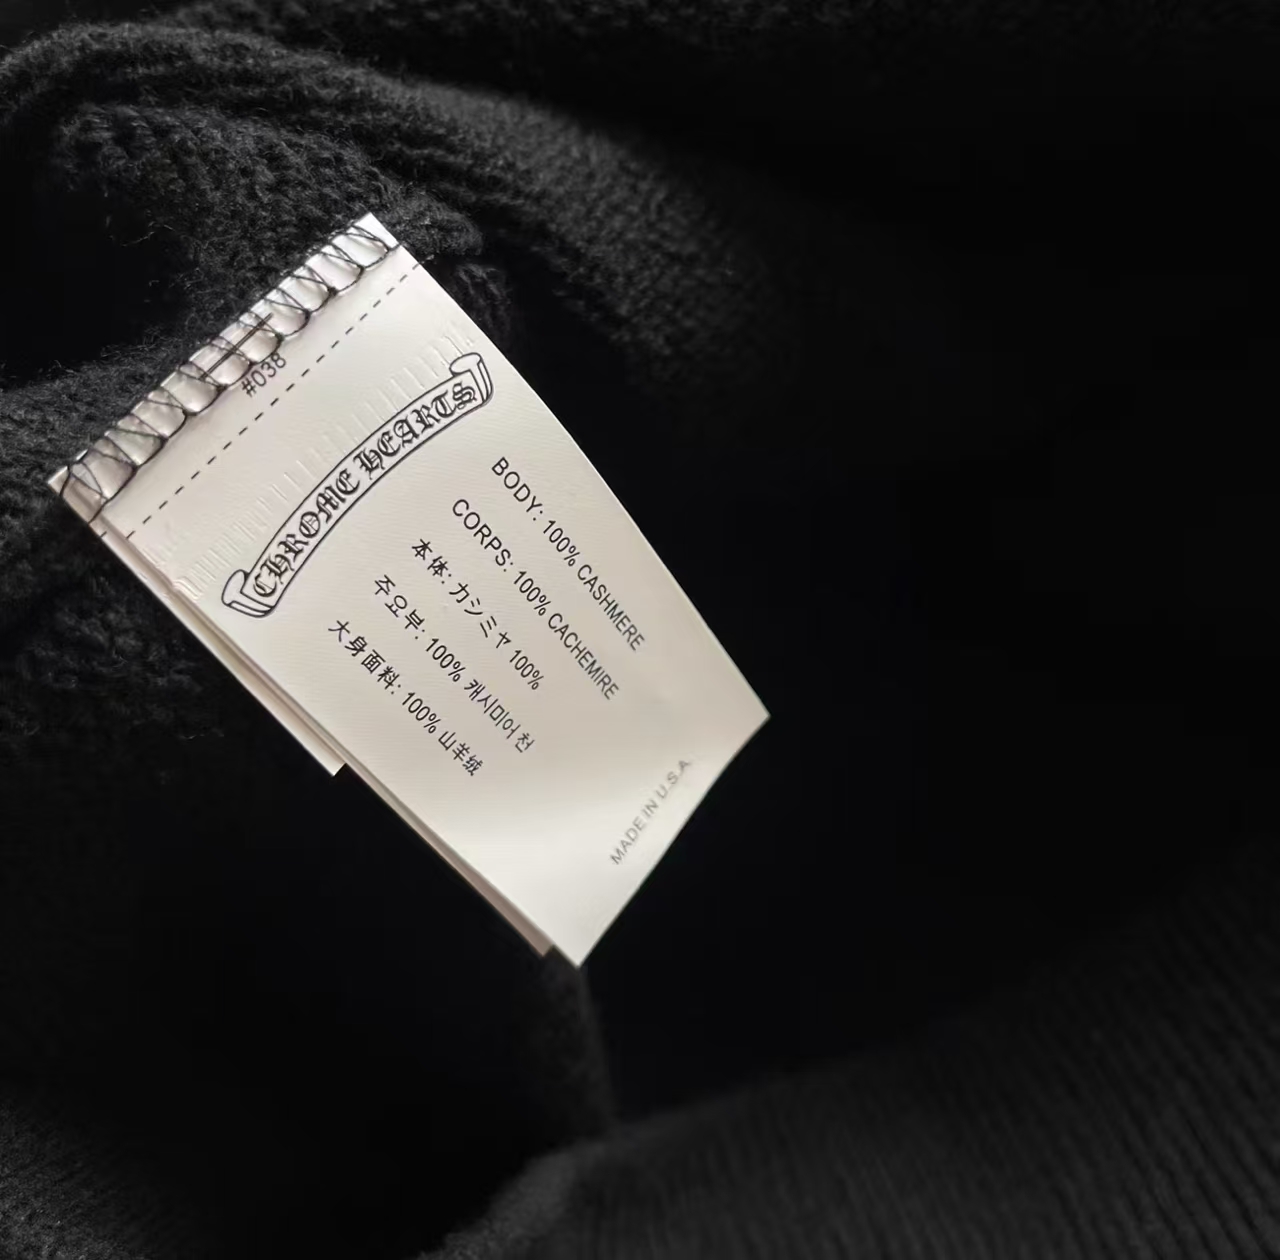 #038
CHROME HEARTS
BODY: 100% CASHMERE
CORPS: 100% CACHEMIRE
本体: カシミヤ 100%
주요부: 100% 캐시미어 천
大身面料: 100% 山羊绒
MADE IN U.S.A